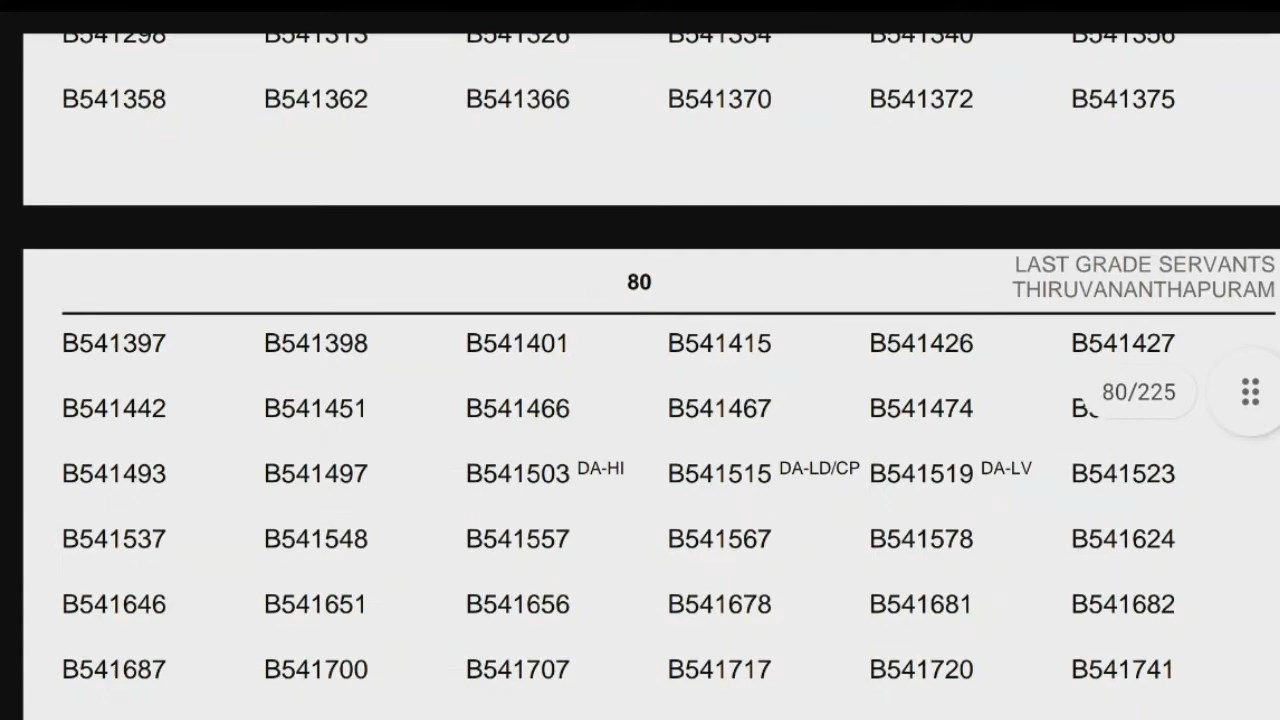 B541298 B541313 B541326 B541334 B541340 B541356
B541358 B541362 B541366 B541370 B541372 B541375
80
LAST GRADE SERVANTS
THIRUVANANTHAPURAM
B541397 B541398 B541401 B541415 B541426 B541427
B541442 B541451 B541466 B541467 B541474
80/225
B541493 B541497 B541503 DA-HI B541515 DA-LD/CP B541519 DA-LV B541523
B541537 B541548 B541557 B541567 B541578 B541624
B541646 B541651 B541656 B541678 B541681 B541682
B541687 B541700 B541707 B541717 B541720 B541741